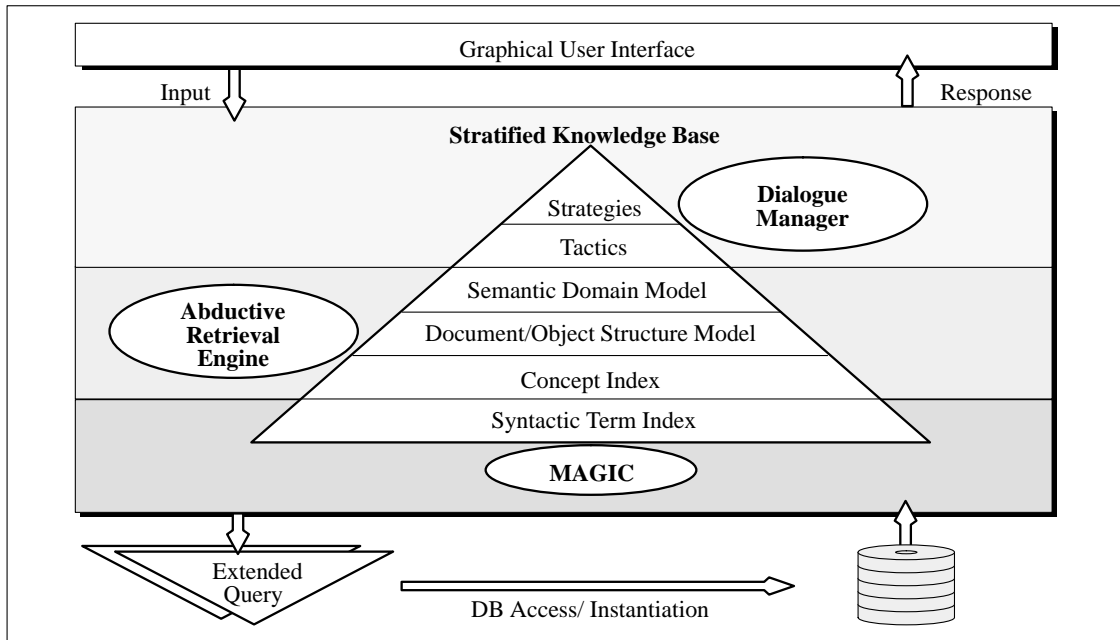 Graphical User Interface
Input
Response
Stratified Knowledge Base
Dialogue
Manager
Strategies
Tactics
Semantic Domain Model
Abductive
Retrieval
Engine
Document/Object Structure Model
Concept Index
Syntactic Term Index
MAGIC
Extended
Query
DB Access/ Instantiation